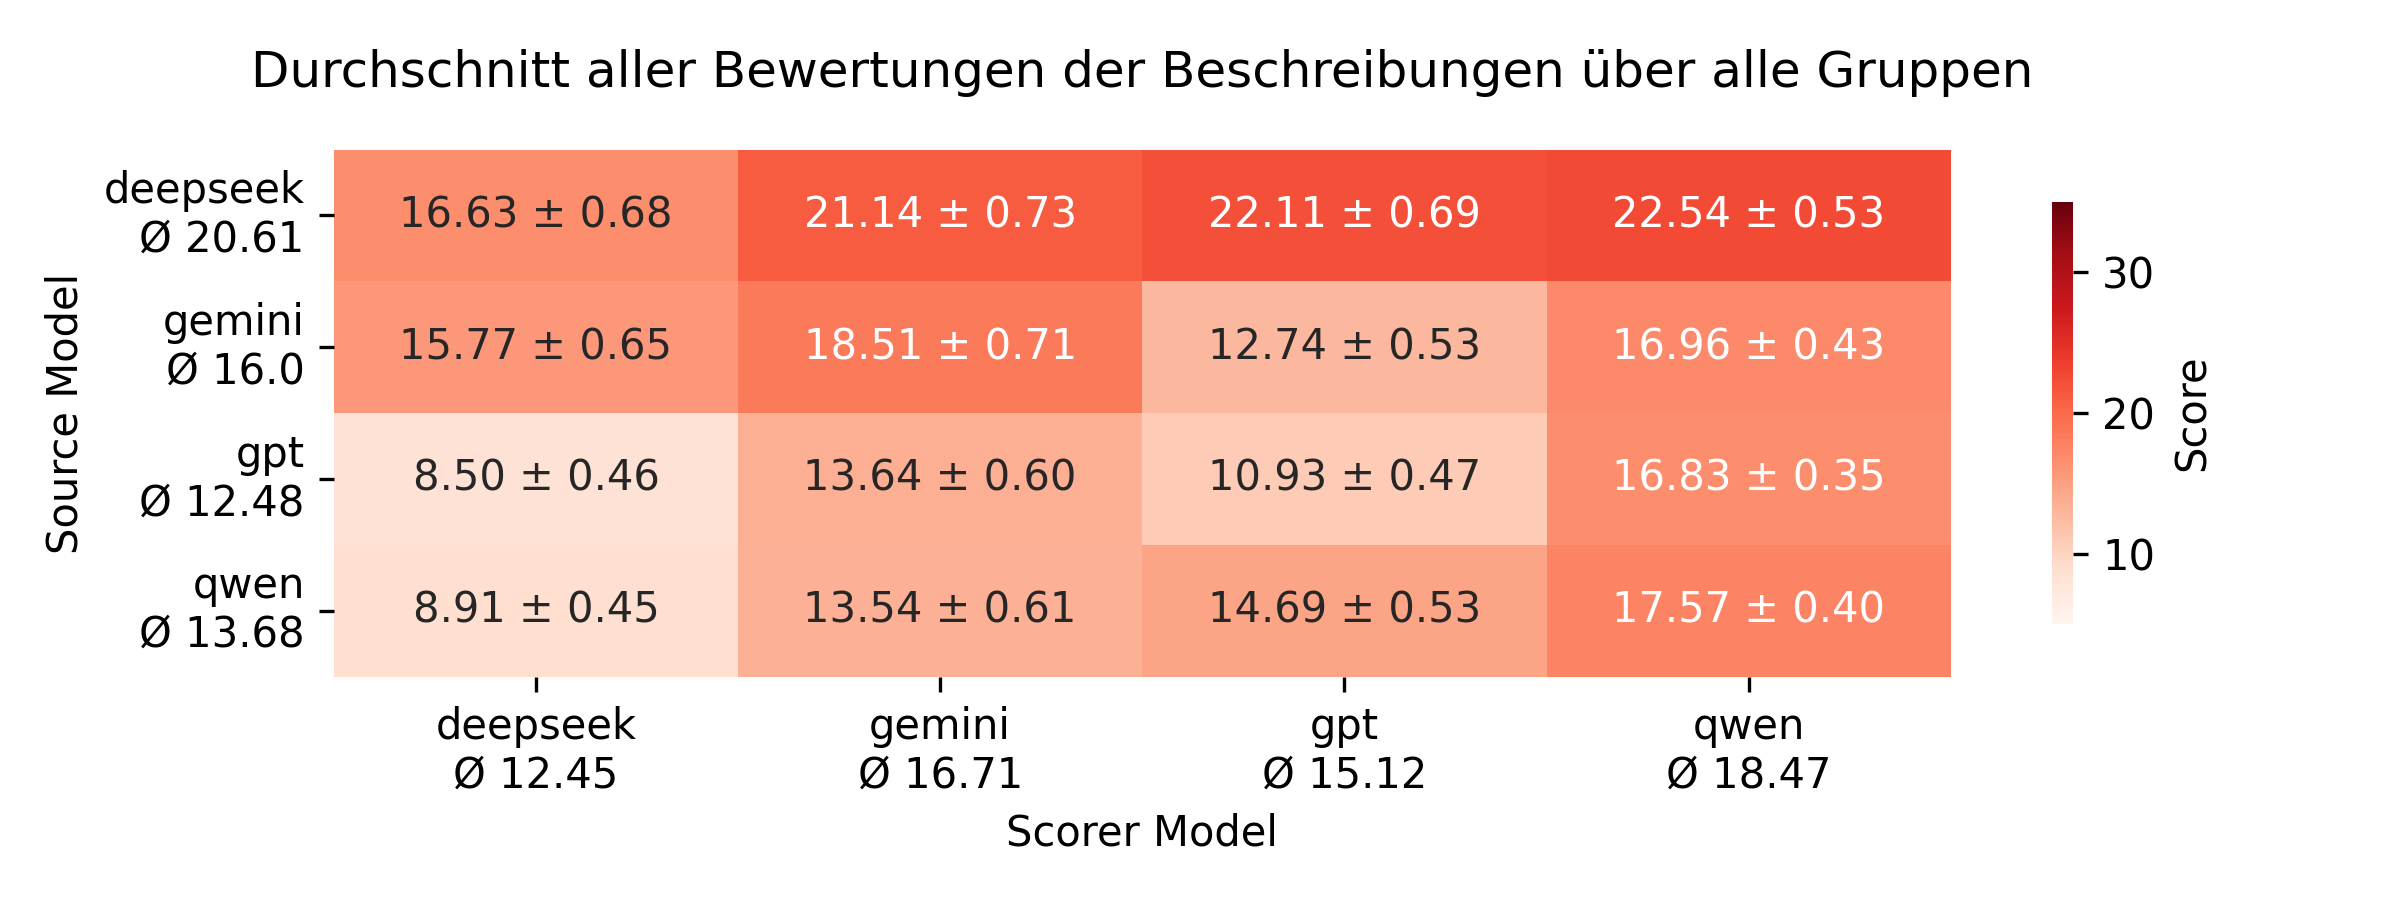 Durchschnitt aller Bewertungen der Beschreibungen über alle Gruppen
Source Model
deepseek
Ø 20.61
16.63 ± 0.68
21.14 ± 0.73
22.11 ± 0.69
22.54 ± 0.53
gemini
Ø 16.0
15.77 ± 0.65
18.51 ± 0.71
12.74 ± 0.53
16.96 ± 0.43
gpt
Ø 12.48
8.50 ± 0.46
13.64 ± 0.60
10.93 ± 0.47
16.83 ± 0.35
qwen
Ø 13.68
8.91 ± 0.45
13.54 ± 0.61
14.69 ± 0.53
17.57 ± 0.40
deepseek
Ø 12.45
gemini
Ø 16.71
gpt
Ø 15.12
qwen
Ø 18.47
Scorer Model
30
20
10
Score